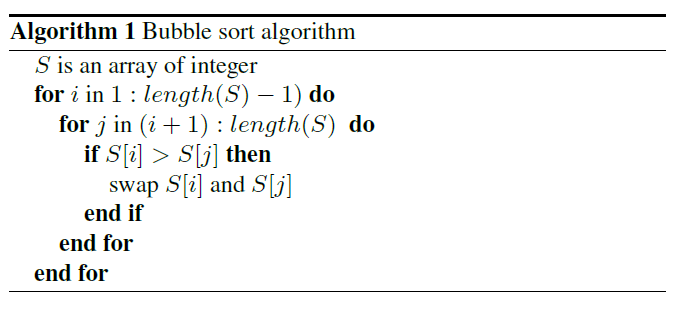 Algorithm 1 Bubble sort algorithm
S is an array of integer
for i in 1 : length(S) − 1) do
for j in (i + 1) : length(S) do
if S[i] > S[j] then
swap S[i] and S[j]
end if
end for
end for